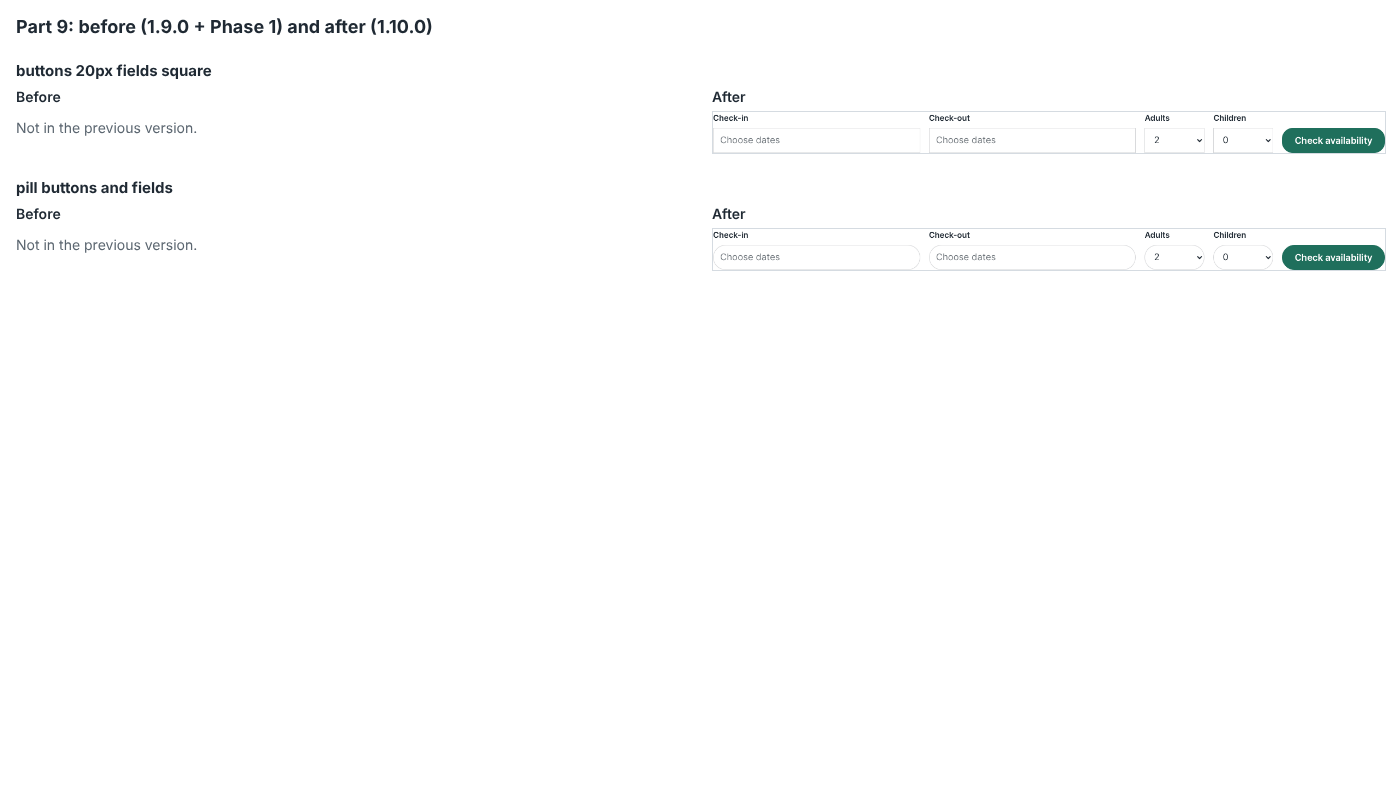 Part 9: before (1.9.0 + Phase 1) and after (1.10.0)
buttons 20px fields square
Before
Not in the previous version.
After
Check-in Check-out Adults Children
Choose dates Choose dates 2 0 Check availability
pill buttons and fields
Before
Not in the previous version.
After
Check-in Check-out Adults Children
Choose dates Choose dates 2 0 Check availability